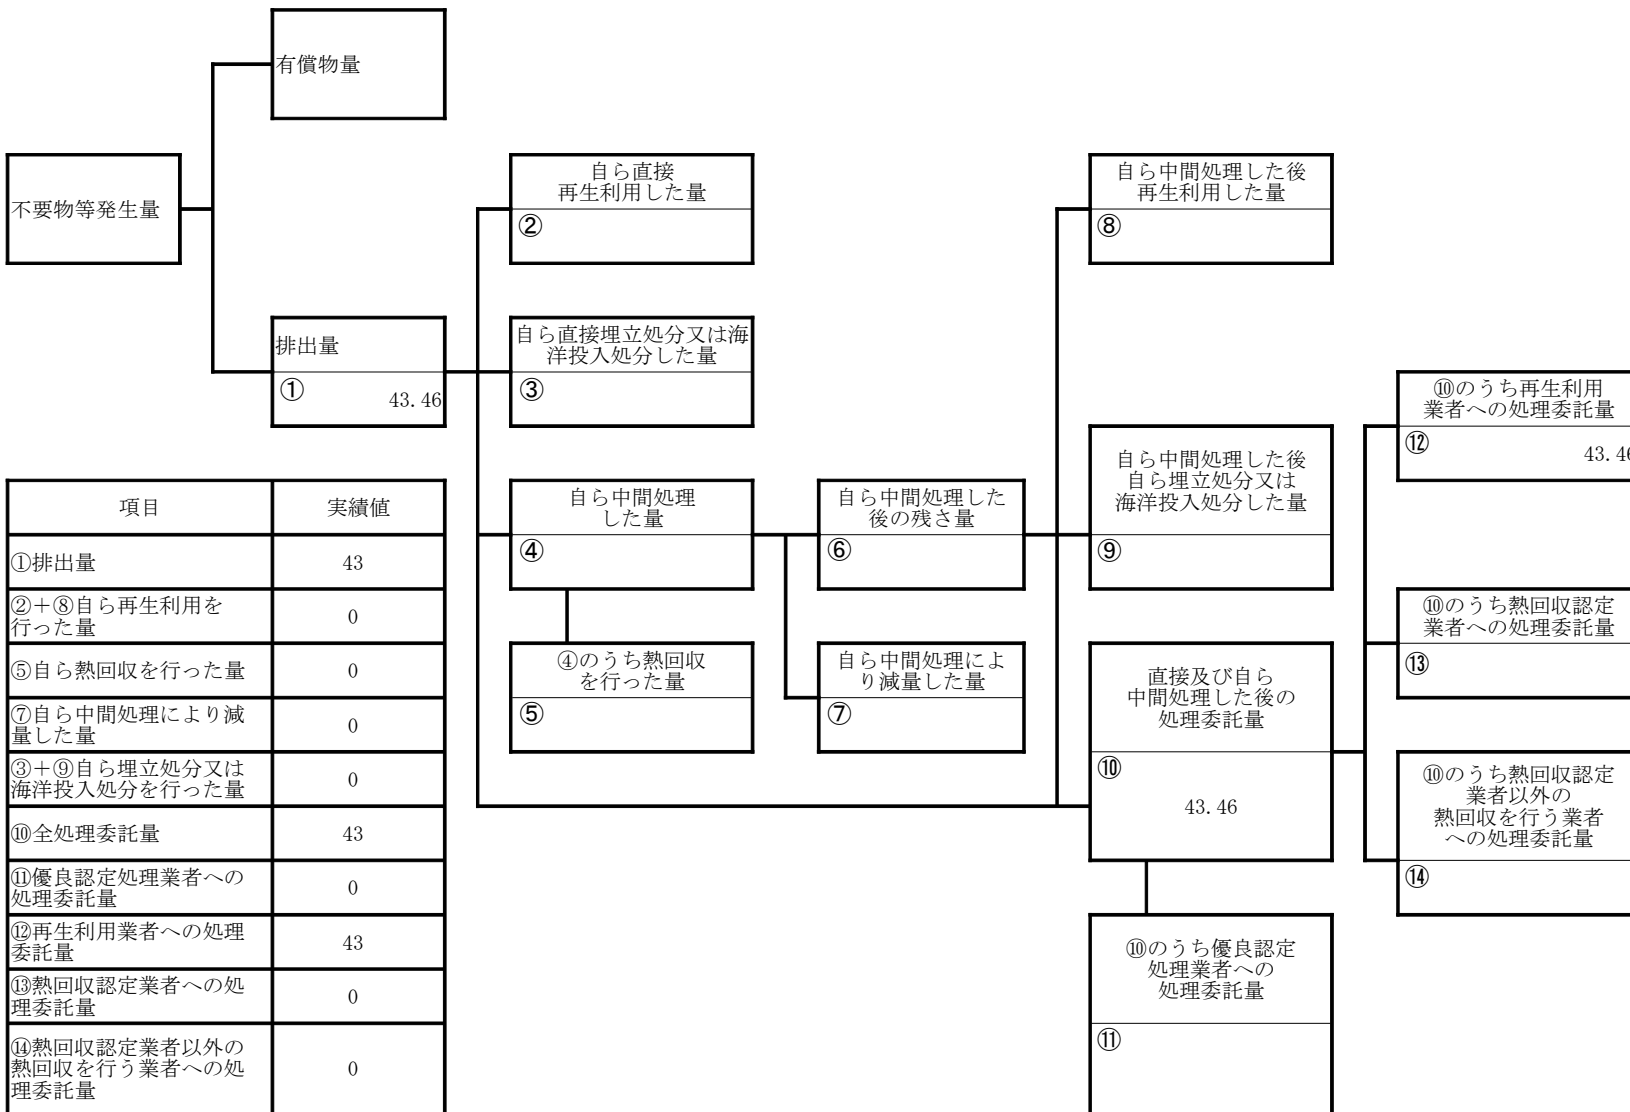 有償物量
不要物等発生量
自ら直接
再生利用した量
②
自ら中間処理した後
再生利用した量
⑧
排出量
①
43.46
自ら直接埋立処分又は海
洋投入処分した量
③
⑩のうち再生利用
業者への処理委託量
⑫
43.46
自ら中間処理
した量
④
自ら中間処理した
後の残さ量
⑥
自ら中間処理した後
自ら埋立処分又は
海洋投入処分した量
⑨
④のうち熱回収
を行った量
⑤
自ら中間処理によ
り減量した量
⑦
直接及び自ら
中間処理した後の
処理委託量
⑩
43.46
⑩のうち熱回収認定
業者への処理委託量
⑬
⑩のうち熱回収認定
業者以外の
熱回収を行う業者
への処理委託量
⑭
⑩のうち優良認定
処理業者への
処理委託量
⑪
項目 実績値
①排出量 43
②+⑧自ら再生利用を
行った量 0
⑤自ら熱回収を行った量 0
⑦自ら中間処理により減
量した量 0
③+⑨自ら埋立処分又は
海洋投入処分を行った量 0
⑩全処理委託量 43
⑪優良認定処理業者への
処理委託量 0
⑫再生利用業者への処理
委託量 43
⑬熱回収認定業者への処
理委託量 0
⑭熱回収認定業者以外の
熱回収を行う業者への処
理委託量 0